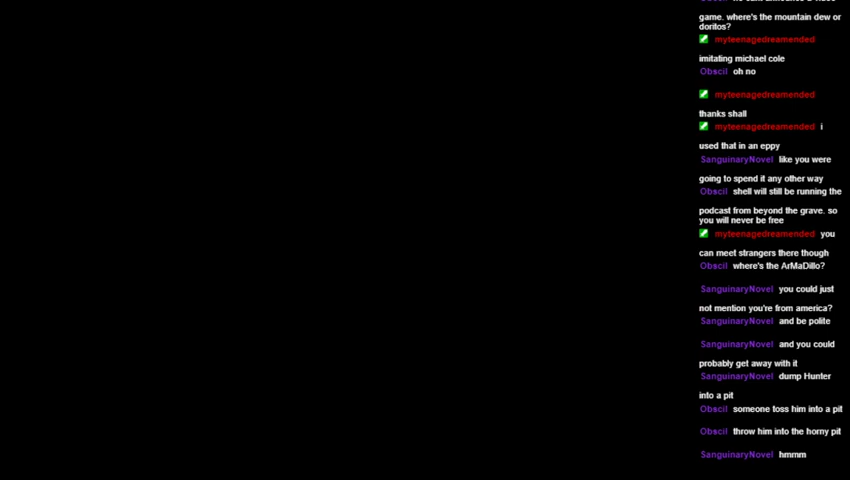 game. where's the mountain dew or
doritos?
myteenagedreamended
imitating michael cole
Obscil oh no
myteenagedreamended
thanks shall
myteenagedreamended i
used that in an eppy
SanguinaryNovel like you were
going to spend it any other way
Obscil shell will still be running the
podcast from beyond the grave. so
you will never be free
myteenagedreamended you
can meet strangers there though
Obscil where's the ArMaDillo?
SanguinaryNovel you could just
not mention you're from america?
SanguinaryNovel and be polite
SanguinaryNovel and you could
probably get away with it
SanguinaryNovel dump Hunter
into a pit
Obscil someone toss him into a pit
Obscil throw him into the horny pit
SanguinaryNovel hmmm